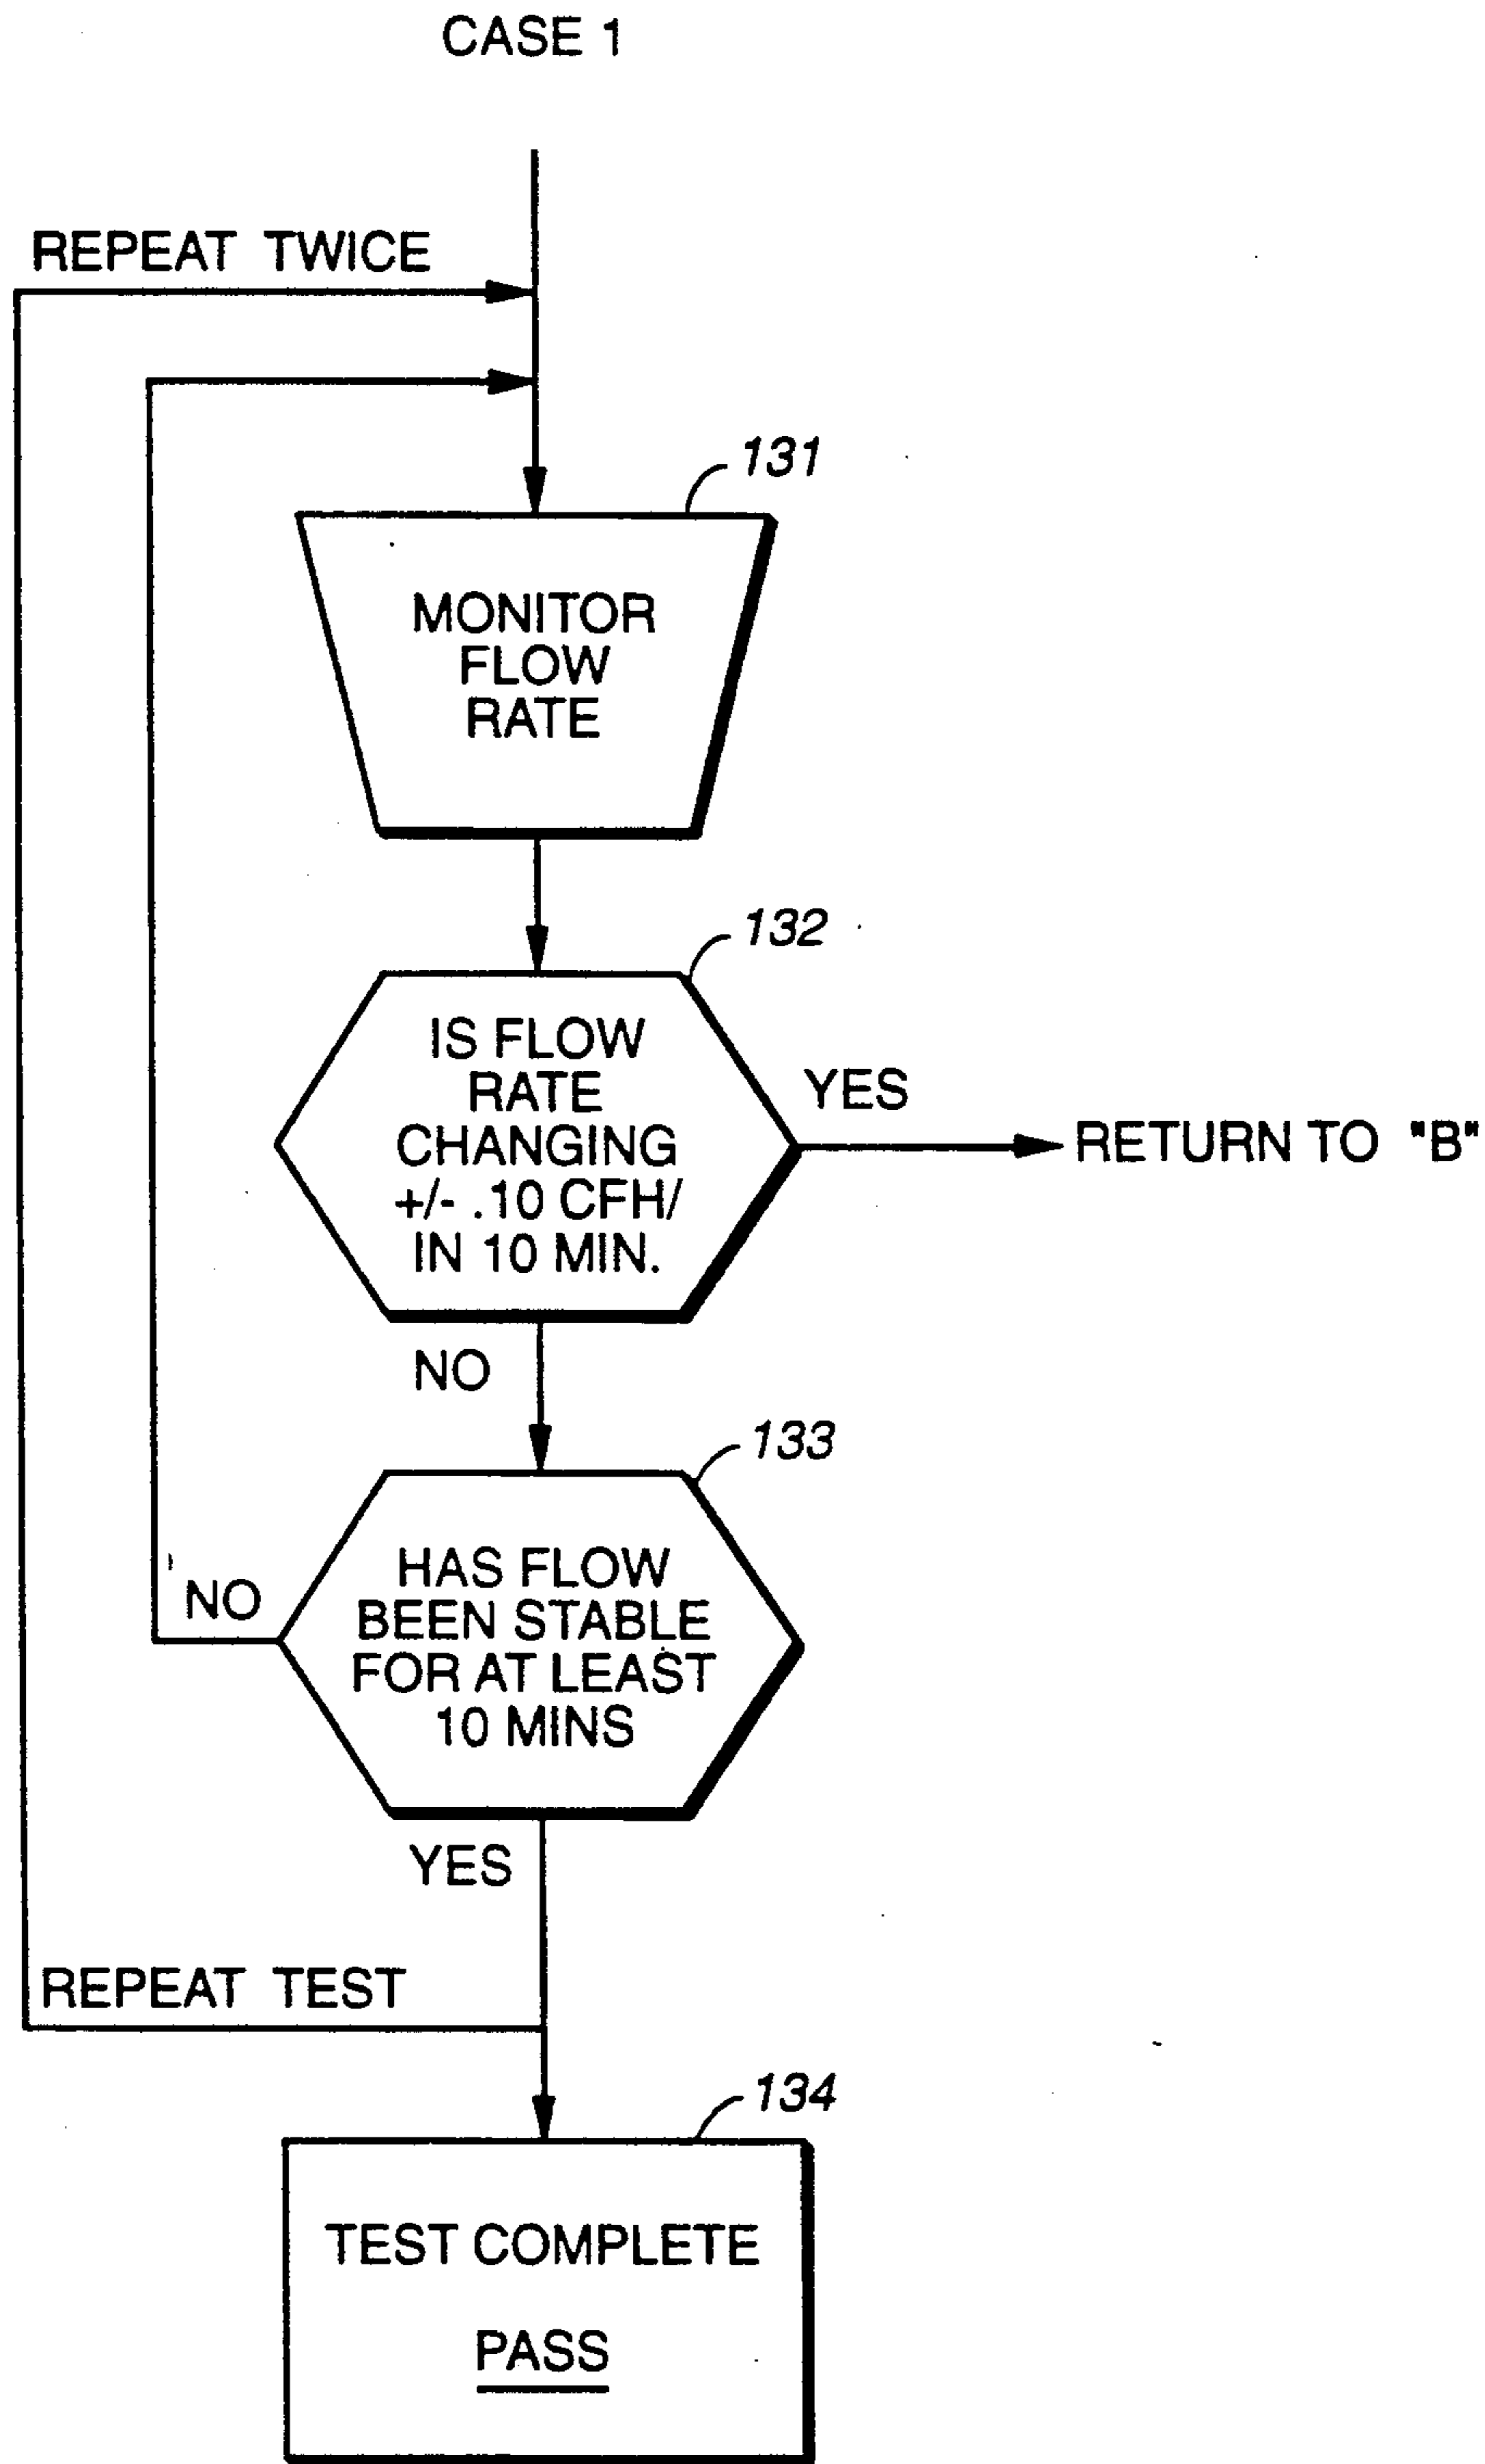 CASE 1
REPEAT TWICE
131
MONITOR
FLOW
RATE
132
IS FLOW
RATE
CHANGING
+/- .10 CFH/
IN 10 MIN.
YES
RETURN TO "B"
NO
133
HAS FLOW
BEEN STABLE
FOR AT LEAST
10 MINS
NO
YES
REPEAT TEST
134
TEST COMPLETE
PASS